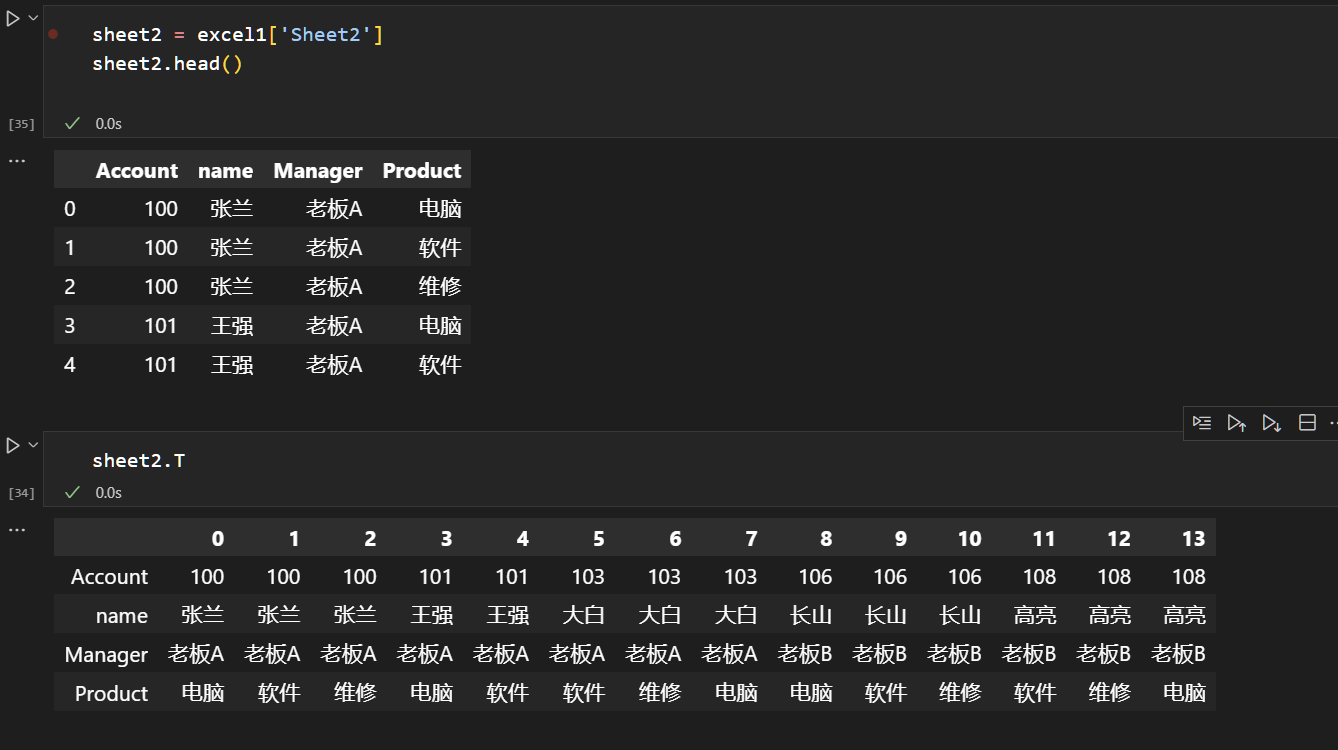 sheet2 = excel1['Sheet2']
sheet2.head()
[35] 0.0s
Account name Manager Product
0 100 张兰 老板A 电脑
1 100 张兰 老板A 软件
2 100 张兰 老板A 维修
3 101 王强 老板A 电脑
4 101 王强 老板A 软件
sheet2.T
[34] 0.0s
0 1 2 3 4 5 6 7 8 9 10 11 12 13
Account 100 100 100 101 101 103 103 103 106 106 106 108 108 108
name 张兰 张兰 张兰 王强 王强 大白 大白 大白 长山 长山 长山 高亮 高亮 高亮
Manager 老板A 老板A 老板A 老板A 老板A 老板A 老板A 老板A 老板B 老板B 老板B 老板B 老板B 老板B
Product 电脑 软件 维修 电脑 软件 软件 维修 电脑 电脑 软件 维修 软件 维修 电脑